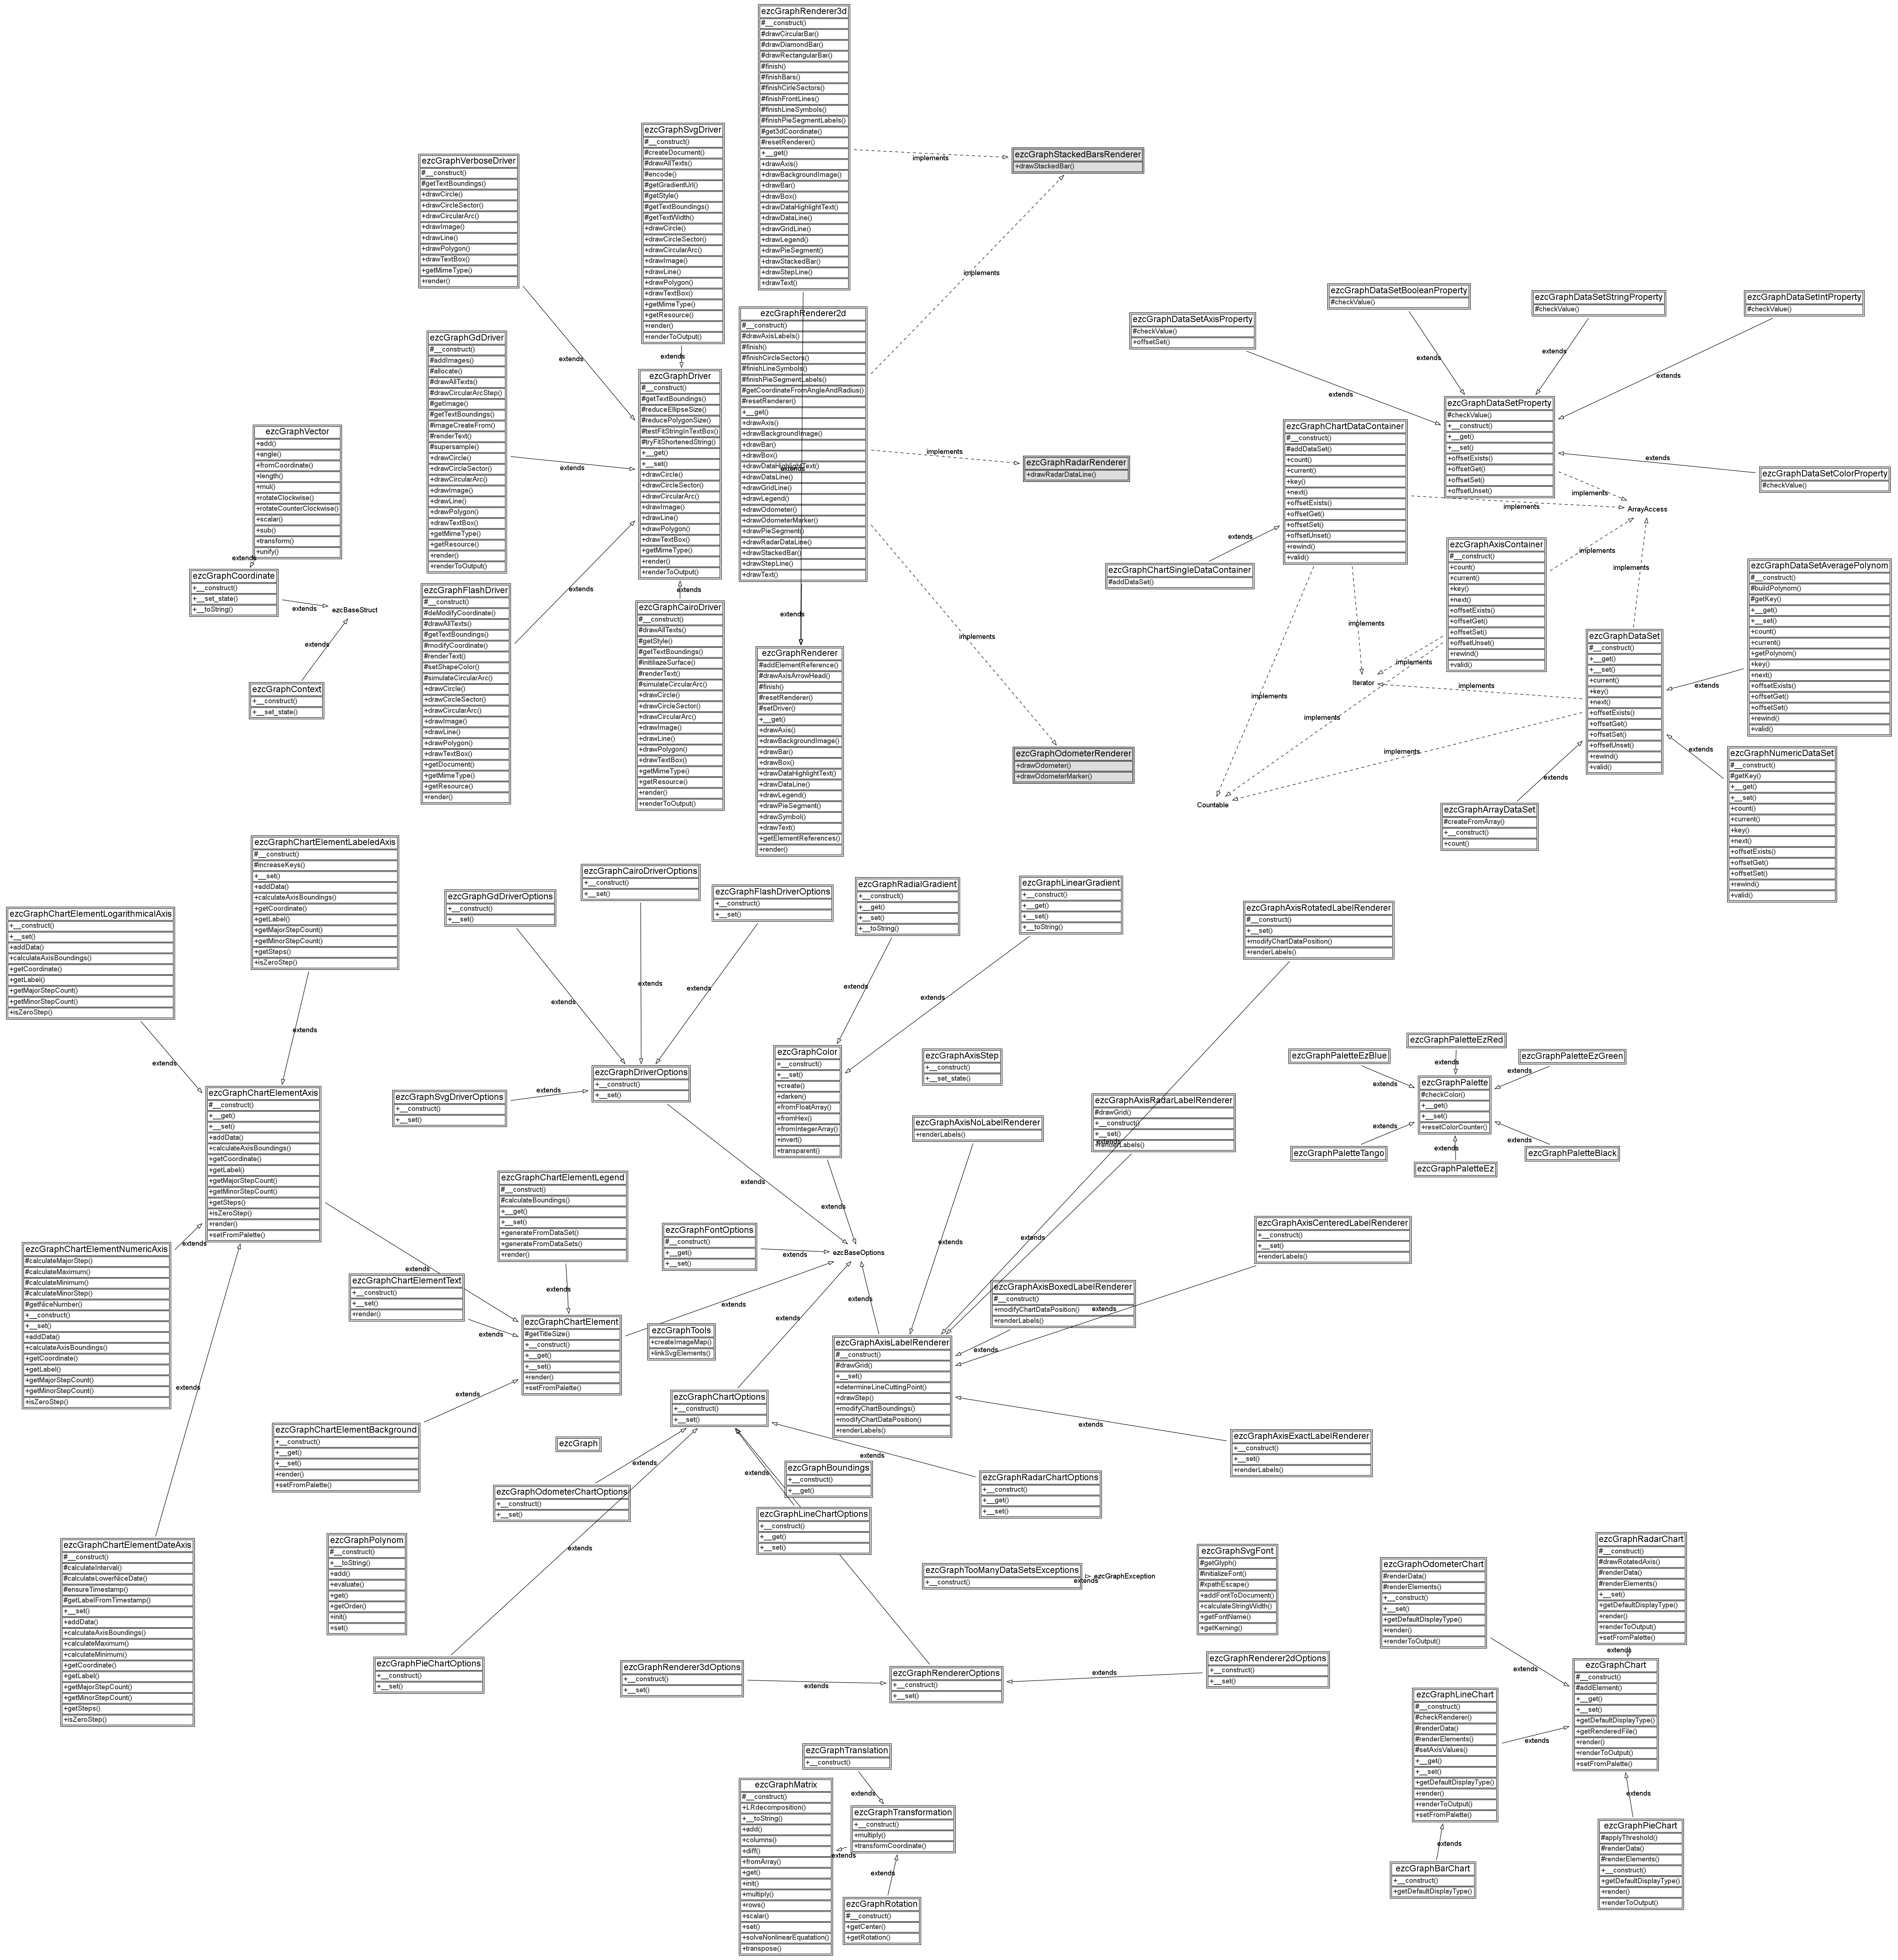 ezcGraphRenderer3d
#__construct()
#drawCircularBar()
#drawDiamondBar()
#drawRectangularBar()
#finish()
#finishBars()
#finishCirleSectors()
#finishFrontLines()
#finishLineSymbols()
#finishPieSegmentLabels()
#get3dCoordinate()
#resetRenderer()
+__get()
+drawAxis()
+drawBackgroundImage()
+drawBar()
+drawBox()
+drawDataHighlightText()
+drawDataLine()
+drawGridLine()
+drawLegend()
+drawPieSegment()
+drawStackedBar()
+drawStepLine()
+drawText()
ezcGraphSvgDriver
#__construct()
#createDocument()
#drawAllTexts()
#encode()
#getGradientUrl()
#getStyle()
#getTextBoundings()
#getTextWidth()
+drawCircle()
+drawCircleSector()
+drawCircularArc()
+drawImage()
+drawLine()
+drawPolygon()
+drawTextBox()
+getMimeType()
+getResource()
+render()
+renderToOutput()
ezcGraphVerboseDriver
#__construct()
#getTextBoundings()
+drawCircle()
+drawCircleSector()
+drawCircularArc()
+drawImage()
+drawLine()
+drawPolygon()
+drawTextBox()
+getMimeType()
+render()
implements
ezcGraphStackedBarsRenderer
+drawStackedBar()
implements
extends
extends
ezcGraphGdDriver
#__construct()
#addImages()
#allocate()
#drawAllTexts()
#drawCircularArcStep()
#getImage()
#getTextBoundings()
#imageCreateFrom()
#renderText()
#supersample()
+drawCircle()
+drawCircleSector()
+drawCircularArc()
+drawImage()
+drawLine()
+drawPolygon()
+drawTextBox()
+getMimeType()
+getResource()
+render()
+renderToOutput()
extends
ezcGraphDriver
#__construct()
#getTextBoundings()
#reduceEllipseSize()
#reducePolygonSize()
#testFitStringInTextBox()
#tryFitShortenedString()
+__get()
+__set()
+drawCircle()
+drawCircleSector()
+drawCircularArc()
+drawImage()
+drawLine()
+drawPolygon()
+drawTextBox()
+getMimeType()
+render()
+renderToOutput()
ezcGraphRenderer2d
#__construct()
#drawAxisLabels()
#finish()
#finishCircleSectors()
#finishLineSymbols()
#finishPieSegmentLabels()
#getCoordinateFromAngleAndRadius()
#resetRenderer()
+__get()
+drawAxis()
+drawBackgroundImage()
+drawBar()
+drawBox()
+drawDataHighlightText()
extends
+drawDataLine()
+drawGridLine()
+drawLegend()
+drawOdometer()
+drawOdometerMarker()
+drawPieSegment()
+drawRadarDataLine()
+drawStackedBar()
+drawStepLine()
+drawText()
implements
ezcGraphRadarRenderer
+drawRadarDataLine()
implements
ezcGraphOdometerRenderer
+drawOdometer()
+drawOdometerMarker()
ezcGraphVector
+add()
+angle()
+fromCoordinate()
+length()
+mul()
+rotateClockwise()
+rotateCounterClockwise()
+scalar()
+sub()
+transform()
+unify()
extends
ezcGraphCoordinate
+__construct()
+__set_state()
+__toString()
extends
ezcBaseStruct
extends
ezcGraphContext
+__construct()
+__set_state()
ezcGraphFlashDriver
#__construct()
#deModifyCoordinate()
#drawAllTexts()
#getTextBoundings()
#modifyCoordinate()
#renderText()
#setShapeColor()
#simulateCircularArc()
+drawCircle()
+drawCircleSector()
+drawCircularArc()
+drawImage()
+drawLine()
+drawPolygon()
+drawTextBox()
+getDocument()
+getMimeType()
+getResource()
+render()
extends
extends
ezcGraphCairoDriver
#__construct()
#drawAllTexts()
#getStyle()
#getTextBoundings()
#initiliazeSurface()
#renderText()
#simulateCircularArc()
+drawCircle()
+drawCircleSector()
+drawCircularArc()
+drawImage()
+drawLine()
+drawPolygon()
+drawTextBox()
+getMimeType()
+getResource()
+render()
+renderToOutput()
extends
ezcGraphRenderer
#addElementReference()
#drawAxisArrowHead()
#finish()
#resetRenderer()
#setDriver()
+__get()
+drawAxis()
+drawBackgroundImage()
+drawBar()
+drawBox()
+drawDataHighlightText()
+drawDataLine()
+drawLegend()
+drawPieSegment()
+drawSymbol()
+drawText()
+getElementReferences()
+render()
ezcGraphDataSetAxisProperty
#checkValue()
+offsetSet()
ezcGraphDataSetBooleanProperty
#checkValue()
ezcGraphDataSetStringProperty
#checkValue()
ezcGraphDataSetIntProperty
#checkValue()
extends
extends
extends
extends
ezcGraphDataSetProperty
#checkValue()
+__construct()
+__get()
+__set()
+offsetExists()
+offsetGet()
+offsetSet()
+offsetUnset()
extends
ezcGraphDataSetColorProperty
#checkValue()
ezcGraphChartDataContainer
#__construct()
#addDataSet()
+count()
+current()
+key()
+next()
+offsetExists()
+offsetGet()
+offsetSet()
+offsetUnset()
+rewind()
+valid()
implements
implements
ArrayAccess
extends
ezcGraphChartSingleDataContainer
#addDataSet()
ezcGraphAxisContainer
#__construct()
+count()
+current()
+key()
+next()
+offsetExists()
+offsetGet()
+offsetSet()
+offsetUnset()
+rewind()
+valid()
implements
implements
implements
implements
implements
implements
implements
implements
Iterator
Countable
ezcGraphDataSet
#__construct()
+__get()
+__set()
+current()
+key()
+next()
+offsetExists()
+offsetGet()
+offsetSet()
+offsetUnset()
+rewind()
+valid()
extends
ezcGraphDataSetAveragePolynom
#__construct()
#buildPolynom()
#getKey()
+__get()
+__set()
+count()
+current()
+getPolynom()
+key()
+next()
+offsetExists()
+offsetGet()
+offsetSet()
+rewind()
+valid()
extends
ezcGraphNumericDataSet
#__construct()
#getKey()
+__get()
+__set()
+count()
+current()
+key()
+next()
+offsetExists()
+offsetGet()
+offsetSet()
+rewind()
+valid()
extends
ezcGraphArrayDataSet
#createFromArray()
+__construct()
+count()
ezcGraphChartElementLabeledAxis
#__construct()
#increaseKeys()
+__set()
+addData()
+calculateAxisBoundings()
+getCoordinate()
+getLabel()
+getMajorStepCount()
+getMinorStepCount()
+getSteps()
+isZeroStep()
ezcGraphChartElementLogarithmicalAxis
+__construct()
+__set()
+addData()
+calculateAxisBoundings()
+getCoordinate()
+getLabel()
+getMajorStepCount()
+getMinorStepCount()
+isZeroStep()
extends
extends
ezcGraphChartElementAxis
#__construct()
+__get()
+__set()
+addData()
+calculateAxisBoundings()
+getCoordinate()
+getLabel()
+getMajorStepCount()
+getMinorStepCount()
+getSteps()
+isZeroStep()
+render()
+setFromPalette()
extends
ezcGraphChartElementNumericAxis
#calculateMajorStep()
#calculateMaximum()
#calculateMinimum()
#calculateMinorStep()
#getNiceNumber()
+__construct()
+__set()
+addData()
+calculateAxisBoundings()
+getCoordinate()
+getLabel()
+getMajorStepCount()
+getMinorStepCount()
+isZeroStep()
extends
ezcGraphChartElementDateAxis
#__construct()
#calculateInterval()
#calculateLowerNiceDate()
#ensureTimestamp()
#getLabelFromTimestamp()
+__set()
+addData()
+calculateAxisBoundings()
+calculateMaximum()
+calculateMinimum()
+getCoordinate()
+getLabel()
+getMajorStepCount()
+getMinorStepCount()
+getSteps()
+isZeroStep()
ezcGraphGdDriverOptions
+__construct()
+__set()
ezcGraphCairoDriverOptions
+__construct()
+__set()
ezcGraphFlashDriverOptions
+__construct()
+__set()
extends
extends
extends
ezcGraphSvgDriverOptions
+__construct()
+__set()
extends
ezcGraphDriverOptions
+__construct()
+__set()
extends
ezcGraphRadialGradient
+__construct()
+__get()
+__set()
+__toString()
ezcGraphLinearGradient
+__construct()
+__get()
+__set()
+__toString()
extends
extends
ezcGraphColor
+__construct()
+__set()
+create()
+darken()
+fromFloatArray()
+fromHex()
+fromIntegerArray()
+invert()
+transparent()
extends
ezcGraphAxisStep
+__construct()
+__set_state()
ezcGraphAxisRotatedLabelRenderer
#__construct()
+__set()
+modifyChartDataPosition()
+renderLabels()
ezcGraphAxisNoLabelRenderer
+renderLabels()
ezcGraphAxisRadarLabelRenderer
#drawGrid()
+__construct()
+__set()
extends
+renderLabels()
extends
extends
ezcGraphPaletteEzBlue
ezcGraphPaletteEzRed
ezcGraphPaletteEzGreen
extends
extends
extends
ezcGraphPalette
#checkColor()
+__get()
+__set()
+resetColorCounter()
extends
extends
extends
ezcGraphPaletteTango
ezcGraphPaletteEz
ezcGraphPaletteBlack
ezcGraphChartElementLegend
#__construct()
#calculateBoundings()
+__get()
+__set()
+generateFromDataSet()
+generateFromDataSets()
+render()
extends
ezcGraphFontOptions
#__construct()
+__get()
+__set()
extends
ezcBaseOptions
extends
ezcGraphChartElementText
+__construct()
+__set()
+render()
extends
extends
ezcGraphChartElement
#getTitleSize()
+__construct()
+__get()
+__set()
+render()
+setFromPalette()
extends
ezcGraphChartElementBackground
+__construct()
+__get()
+__set()
+render()
+setFromPalette()
ezcGraphTools
+createImageMap()
+linkSvgElements()
extends
extends
ezcGraphAxisLabelRenderer
#__construct()
#drawGrid()
+__set()
+determineLineCuttingPoint()
+drawStep()
+modifyChartBoundings()
+modifyChartDataPosition()
+renderLabels()
ezcGraphAxisBoxedLabelRenderer
#__construct()
+modifyChartDataPosition()
+renderLabels()
extends
extends
ezcGraphAxisCenteredLabelRenderer
+__construct()
+__set()
+renderLabels()
extends
ezcGraphAxisExactLabelRenderer
+__construct()
+__set()
+renderLabels()
ezcGraphChartOptions
+__construct()
+__set()
ezcGraph
extends
extends
extends
extends
ezcGraphOdometerChartOptions
+__construct()
+__set()
ezcGraphBoundings
+__construct()
+__get()
ezcGraphLineChartOptions
+__construct()
+__get()
+__set()
ezcGraphRadarChartOptions
+__construct()
+__get()
+__set()
ezcGraphPolynom
#__construct()
+__toString()
+add()
+evaluate()
+get()
+getOrder()
+init()
+set()
ezcGraphPieChartOptions
+__construct()
+__set()
ezcGraphTooManyDataSetsExceptions
+__construct()
extends
ezcGraphException
ezcGraphSvgFont
#getGlyph()
#initializeFont()
#xpathEscape()
+addFontToDocument()
+calculateStringWidth()
+getFontName()
+getKerning()
ezcGraphRenderer3dOptions
+__construct()
+__set()
extends
ezcGraphRendererOptions
+__construct()
+__set()
extends
ezcGraphRenderer2dOptions
+__construct()
+__set()
ezcGraphOdometerChart
#renderData()
#renderElements()
+__construct()
+__set()
+getDefaultDisplayType()
+render()
+renderToOutput()
ezcGraphRadarChart
#__construct()
#drawRotatedAxis()
#renderData()
#renderElements()
+__set()
+getDefaultDisplayType()
+render()
+renderToOutput()
+setFromPalette()
extends
extends
ezcGraphChart
#__construct()
#addElement()
+__get()
+__set()
+getDefaultDisplayType()
+getRenderedFile()
+render()
+renderToOutput()
+setFromPalette()
ezcGraphLineChart
#__construct()
#checkRenderer()
#renderData()
#renderElements()
#setAxisValues()
+__get()
+__set()
+getDefaultDisplayType()
+render()
+renderToOutput()
+setFromPalette()
extends
extends
extends
ezcGraphBarChart
+__construct()
+getDefaultDisplayType()
ezcGraphPieChart
#applyThreshold()
#renderData()
#renderElements()
+__construct()
+getDefaultDisplayType()
+render()
+renderToOutput()
ezcGraphTranslation
+__construct()
extends
ezcGraphMatrix
#__construct()
+LRdecomposition()
+__toString()
+add()
+columns()
+diff()
+fromArray()
+get()
+init()
+multiply()
+rows()
+scalar()
+set()
+solveNonlinearEquatation()
+transpose()
ezcGraphTransformation
+__construct()
+multiply()
+transformCoordinate()
extends
extends
ezcGraphRotation
#__construct()
+getCenter()
+getRotation()